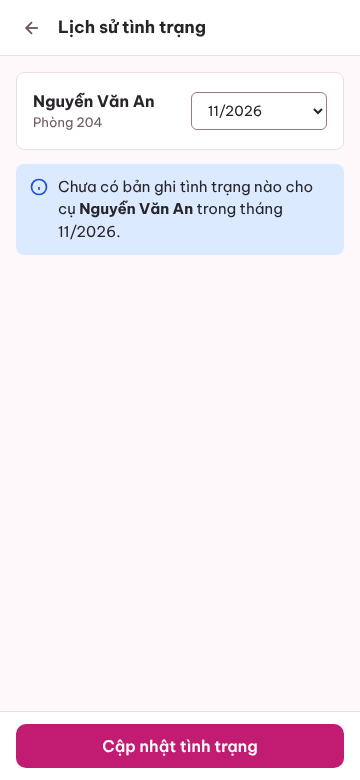 Lịch sử tình trạng
Nguyễn Văn An
Phòng 204
11/2026
Chưa có bản ghi tình trạng nào cho
cụ Nguyễn Văn An trong tháng
11/2026.
Cập nhật tình trạng